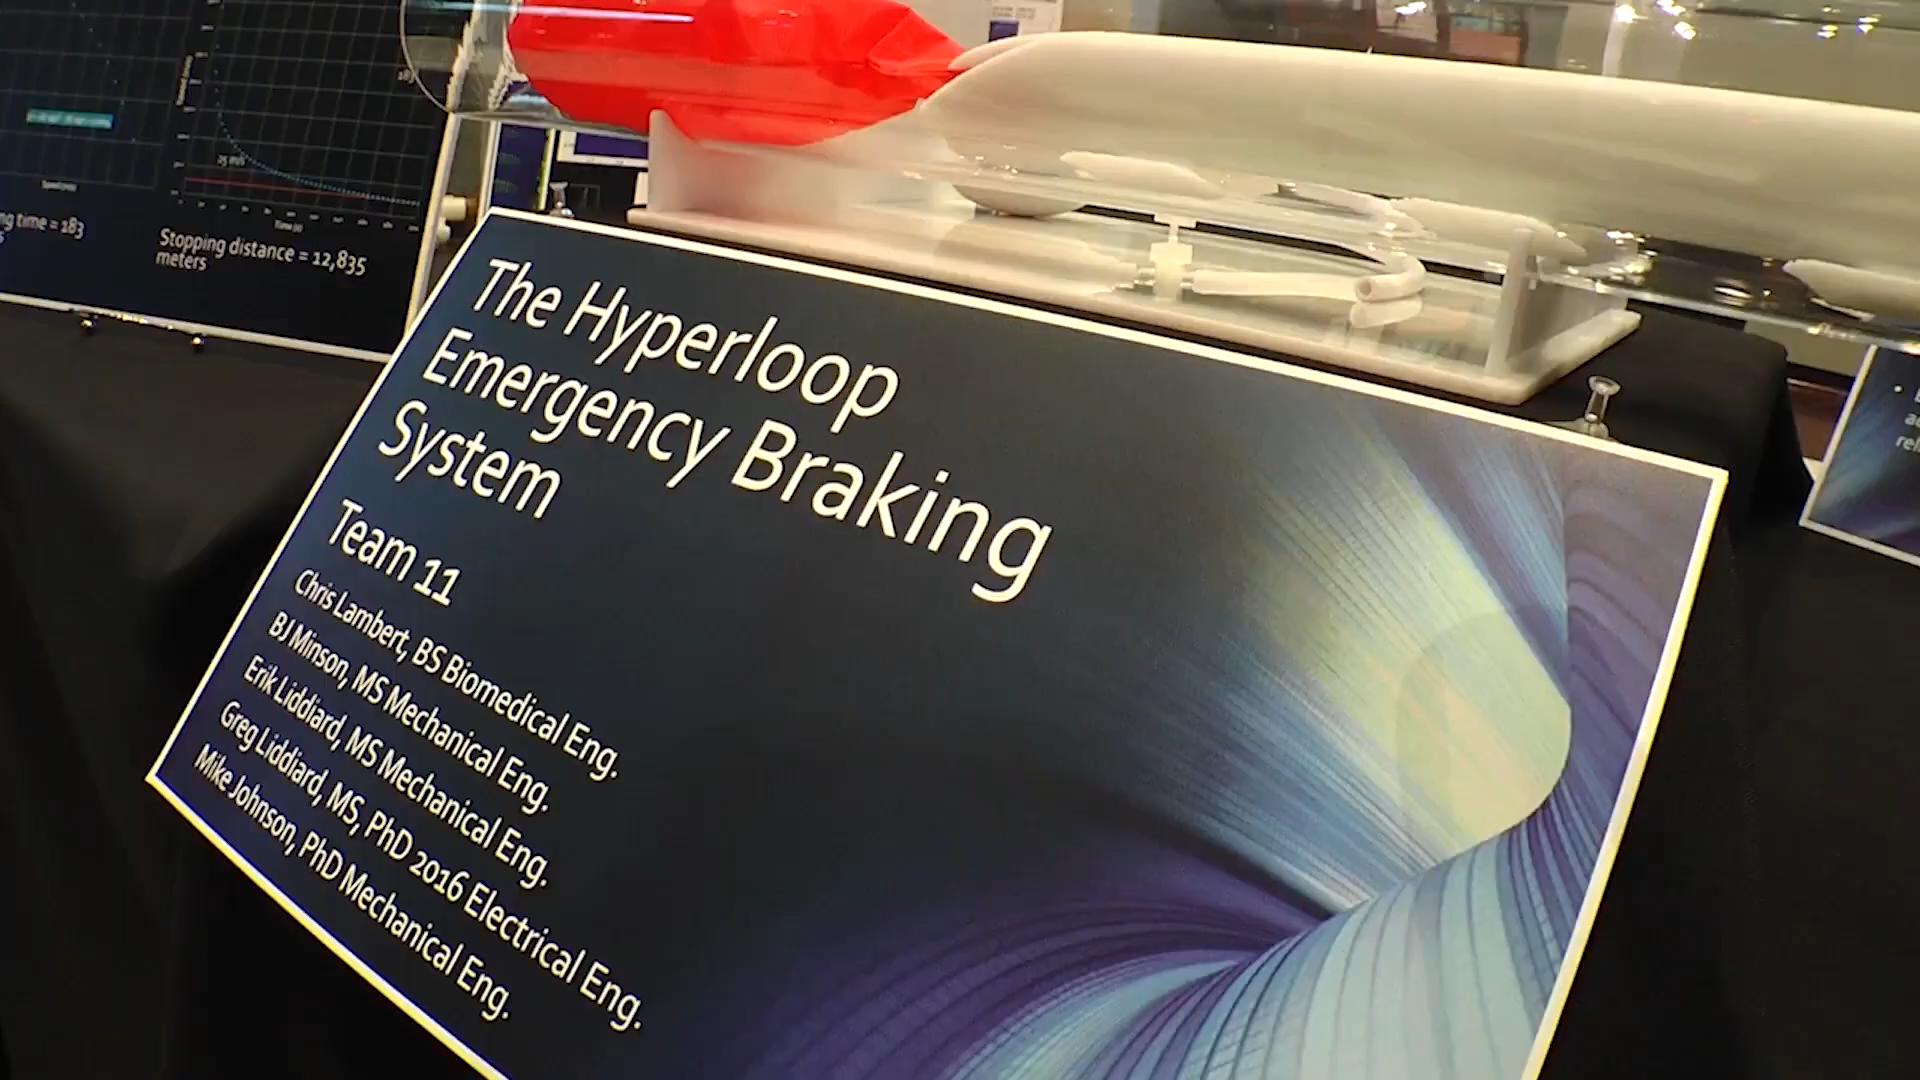 ng time = 183
Stopping distance = 12,835
meters
25 m/s
The Hyperloop
Emergency Braking
System
Team 11
Chris Lambert, BS Biomedical Eng.
BJ Minson, MS Mechanical Eng.
Erik Liddiard, MS Mechanical Eng.
Greg Liddiard, MS, PhD 2016 Electrical Eng.
Mike Johnson, PhD Mechanical Eng.